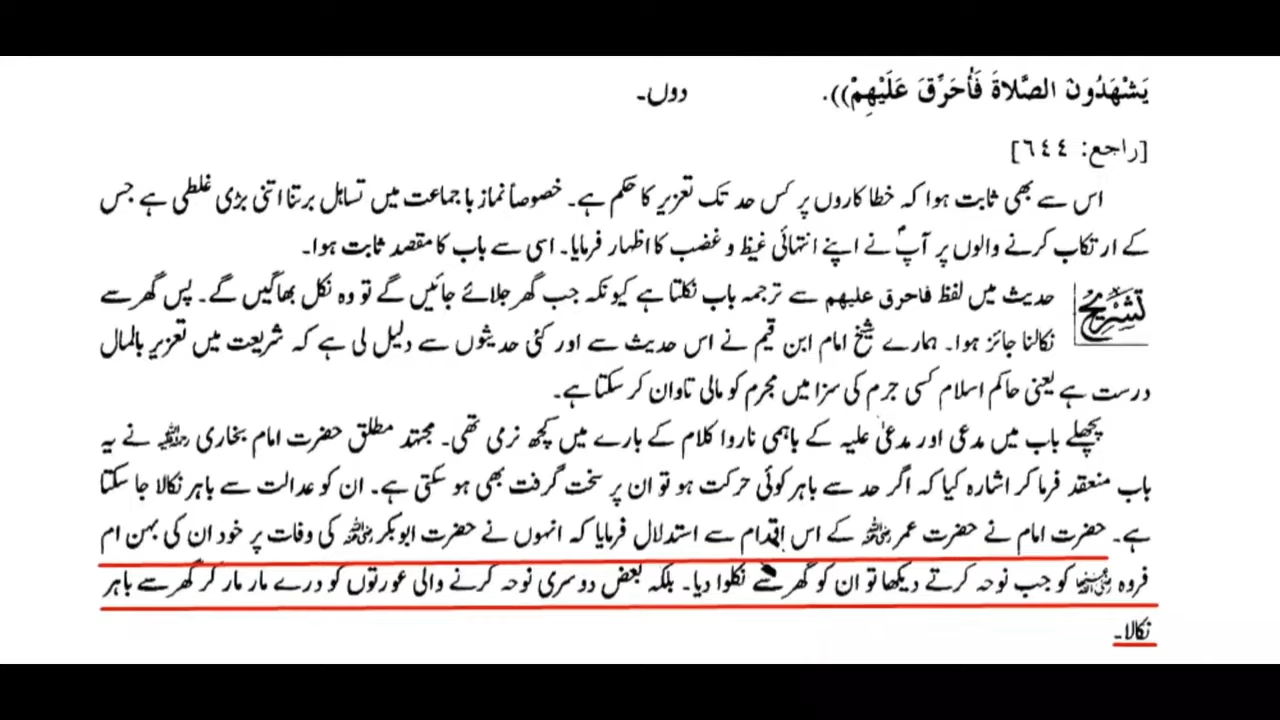 يَشْهَدُونَ الصَّلاةَ فَأُحَرِّقَ عَلَيْهِمْ)). دوں۔
[راجع: ٦٤٤]
اس سے بھی ثابت ہوا کہ خطاکاروں پر کس حد تک تعزیر کا حکم ہے۔ خصوصاً نماز باجماعت میں تساہل برتنا اتنی بڑی غلطی ہے جس
کے ارتکاب کرنے والوں پر آپؐ نے اپنے انتہائی غیظ و غضب کا اظہار فرمایا۔ اسی سے باب کا مقصد ثابت ہوا۔
تشریح حدیث میں لفظ فاحرق علیھم سے ترجمہ باب نکلتا ہے کیونکہ جب گھر جلائے جائیں گے تو وہ نکل بھاگیں گے۔ پس گھر سے
نکالنا جائز ہوا۔ ہمارے شیخ امام ابن قیم نے اس حدیث سے اور کئی حدیثوں سے دلیل لی ہے کہ شریعت میں تعزیر بالمال
درست ہے یعنی حاکم اسلام کسی جرم کی سزا میں مجرم کو مالی تاوان کر سکتا ہے۔
پچھلے باب میں مدعی اور مدعیٰ علیہ کے باہمی ناروا کلام کے بارے میں کچھ نرمی تھی۔ مجتہد مطلق حضرت امام بخاری رحمہ اللہ نے یہ
باب منعقد فرما کر اشارہ کیا کہ اگر حد سے باہر کوئی حرکت ہو تو ان پر سخت گرفت بھی ہو سکتی ہے۔ ان کو عدالت سے باہر نکالا جا سکتا
ہے۔ حضرت امام نے حضرت عمر رضی اللہ عنہ کے اس اقدام سے استدلال فرمایا کہ انہوں نے حضرت ابوبکر رضی اللہ عنہ کی وفات پر خود ان کی بہن ام
فروہ رضی اللہ عنہا کو جب نوحہ کرتے دیکھا تو ان کو گھر سے نکلوا دیا۔ بلکہ بعض دوسری نوحہ کرنے والی عورتوں کو درے مار مار کر گھر سے باہر
نکالا۔